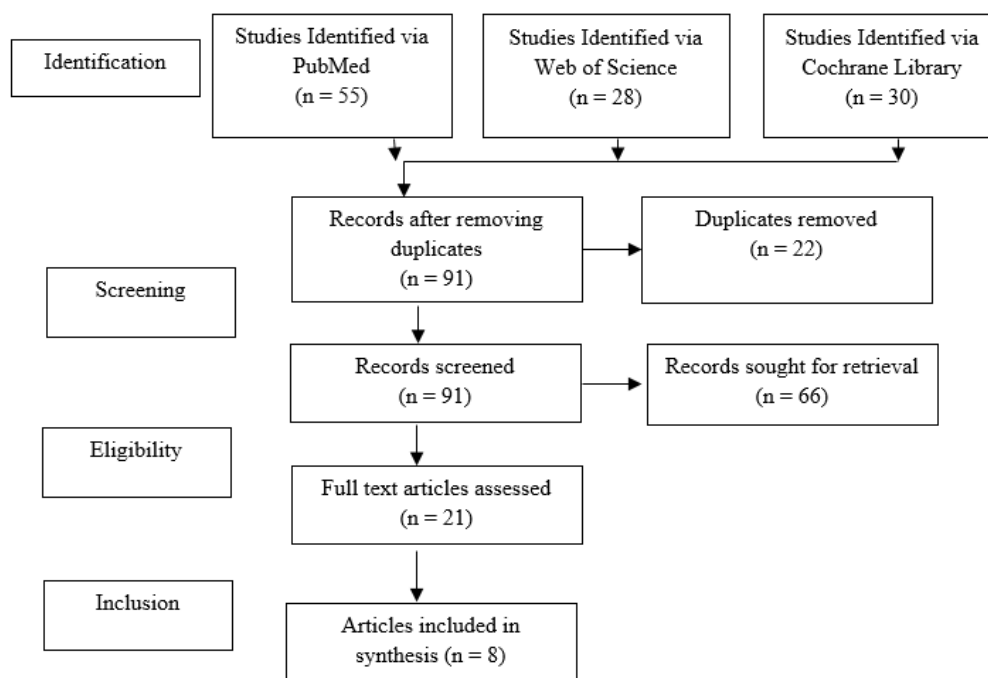 Identification
Studies Identified via
PubMed
(n = 55)
Studies Identified via
Web of Science
(n = 28)
Studies Identified via
Cochrane Library
(n = 30)
Records after removing
duplicates
(n = 91)
Duplicates removed
(n = 22)
Screening
Records screened
(n = 91)
Records sought for retrieval
(n = 66)
Eligibility
Full text articles assessed
(n = 21)
Inclusion
Articles included in
synthesis (n = 8)